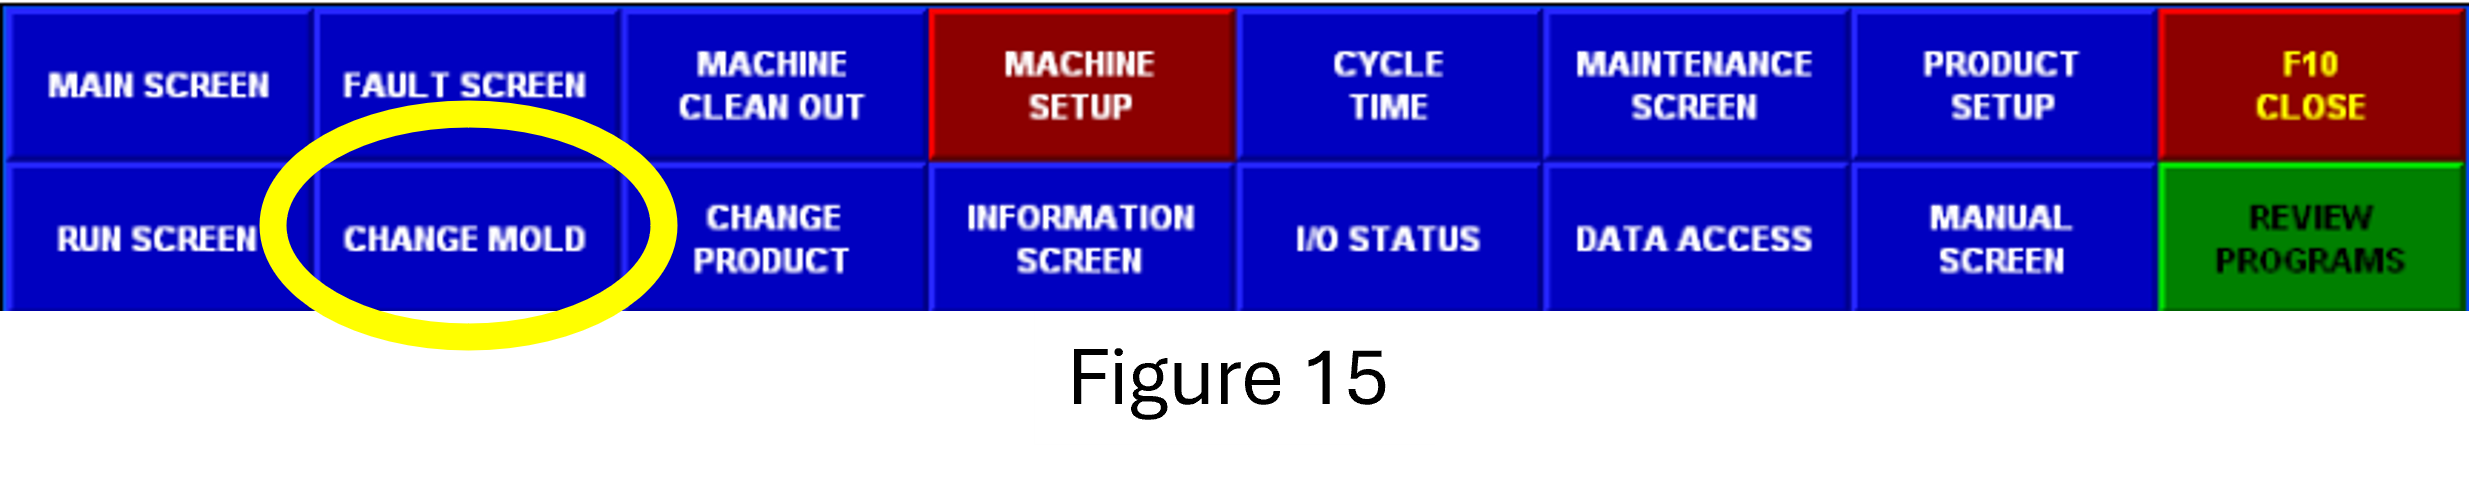 MAIN SCREEN
FAULT SCREEN
MACHINE
CLEAN OUT
MACHINE
SETUP
CYCLE
TIME
MAINTENANCE
SCREEN
PRODUCT
SETUP
F10
CLOSE
RUN SCREEN
CHANGE MOLD
CHANGE
PRODUCT
INFORMATION
SCREEN
I/O STATUS
DATA ACCESS
MANUAL
SCREEN
REVIEW
PROGRAMS
Figure 15